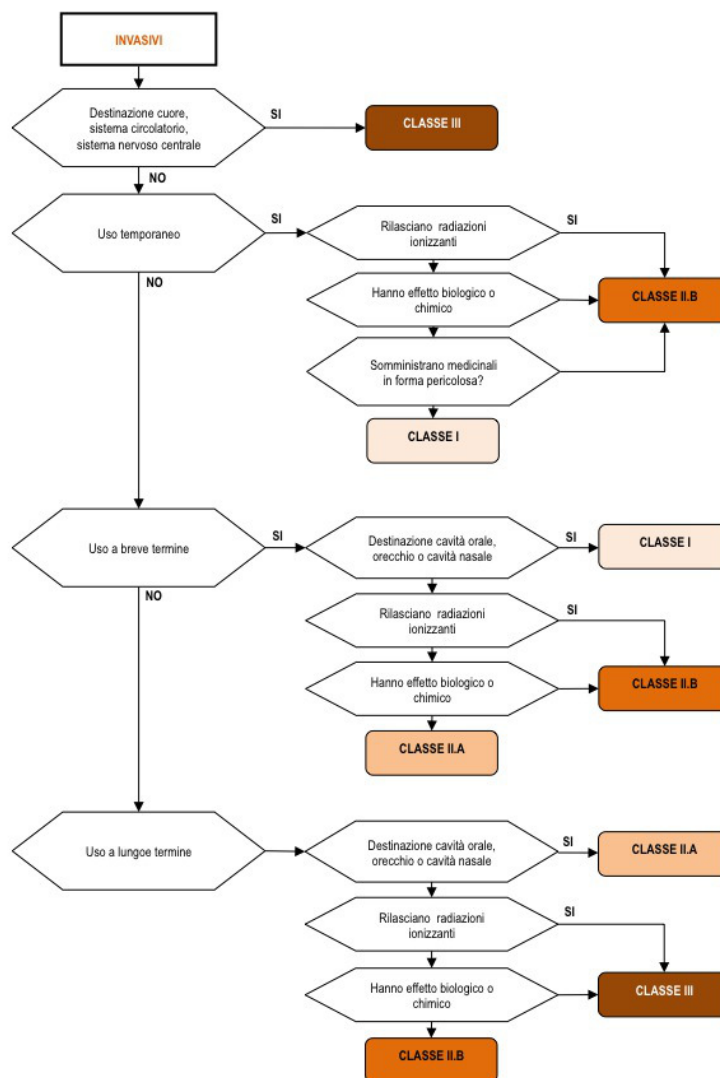 INVASIVI
Destinazione cuore,
sistema circolatorio,
sistema nervoso centrale
SI
CLASSE III
NO
Uso temporaneo
SI
Rilasciano radiazioni
ionizzanti
SI
NO
Hanno effetto biologico o
chimico
CLASSE II.B
Somministrano medicinali
in forma pericolosa?
CLASSE I
Uso a breve termine
SI
Destinazione cavità orale,
orecchio o cavità nasale
SI
CLASSE I
NO
Rilasciano radiazioni
ionizzanti
SI
Hanno effetto biologico o
chimico
CLASSE II.B
CLASSE II.A
Uso a lungoe termine
Destinazione cavità orale,
orecchio o cavità nasale
SI
CLASSE II.A
Rilasciano radiazioni
ionizzanti
SI
Hanno effetto biologico o
chimico
CLASSE III
CLASSE II.B